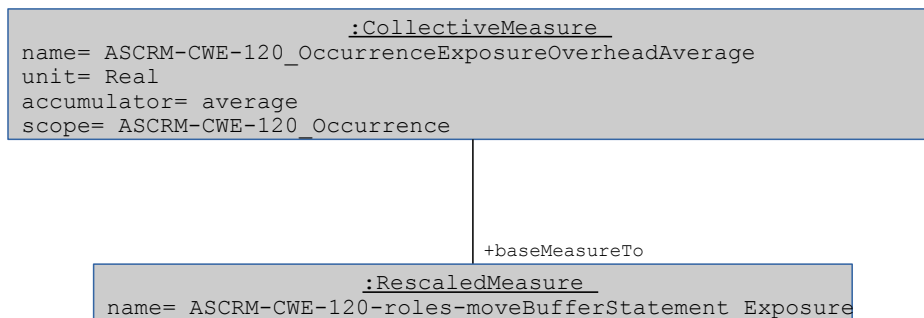 :CollectiveMeasure
name= ASCRM-CWE-120_OccurrenceExposureOverheadAverage
unit= Real
accumulator= average
scope= ASCRM-CWE-120_Occurrence
+baseMeasureTo
:RescaledMeasure
name= ASCRM-CWE-120-roles-moveBufferStatement Exposure